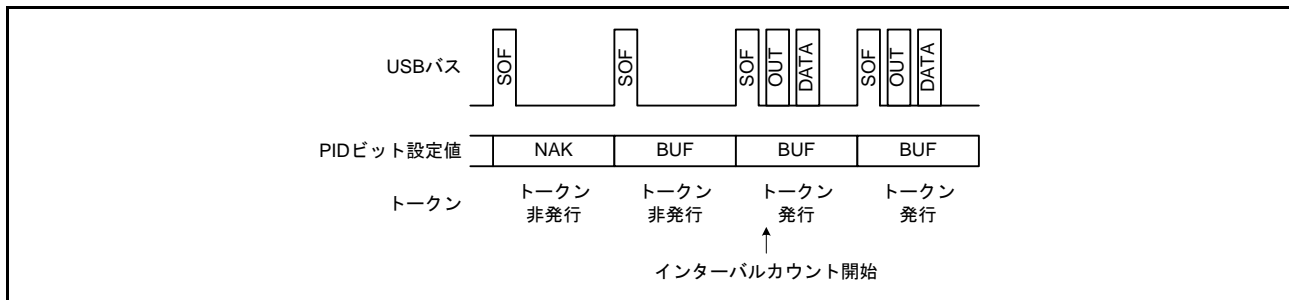 USBバス SOF SOF SOF OUT DATA SOF OUT DATA
PIDビット設定値 NAK BUF BUF BUF
トークン トークン トークン トークン トークン
非発行 非発行 発行 発行
インターバルカウント開始